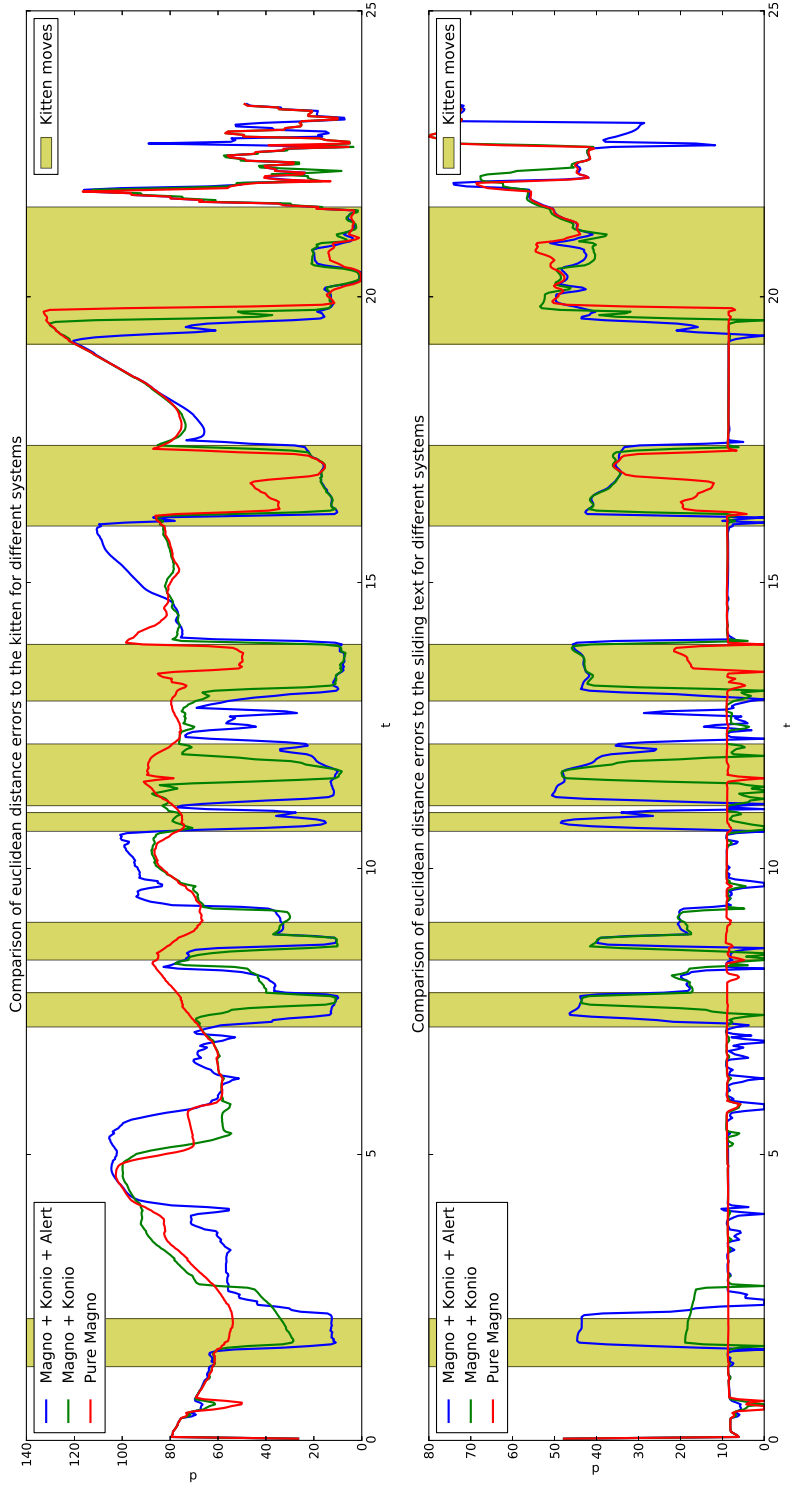 Comparison of euclidean distance errors to the kitten for different systems
140
120
100
80
60
40
20
0
d
Magno + Konio + Alert
Magno + Konio
Pure Magno
Kitten moves
0
5
10
15
20
25
t
Comparison of euclidean distance errors to the sliding text for different systems
80
70
60
50
40
30
20
10
0
d
Magno + Konio + Alert
Magno + Konio
Pure Magno
Kitten moves
0
5
10
15
20
25
t